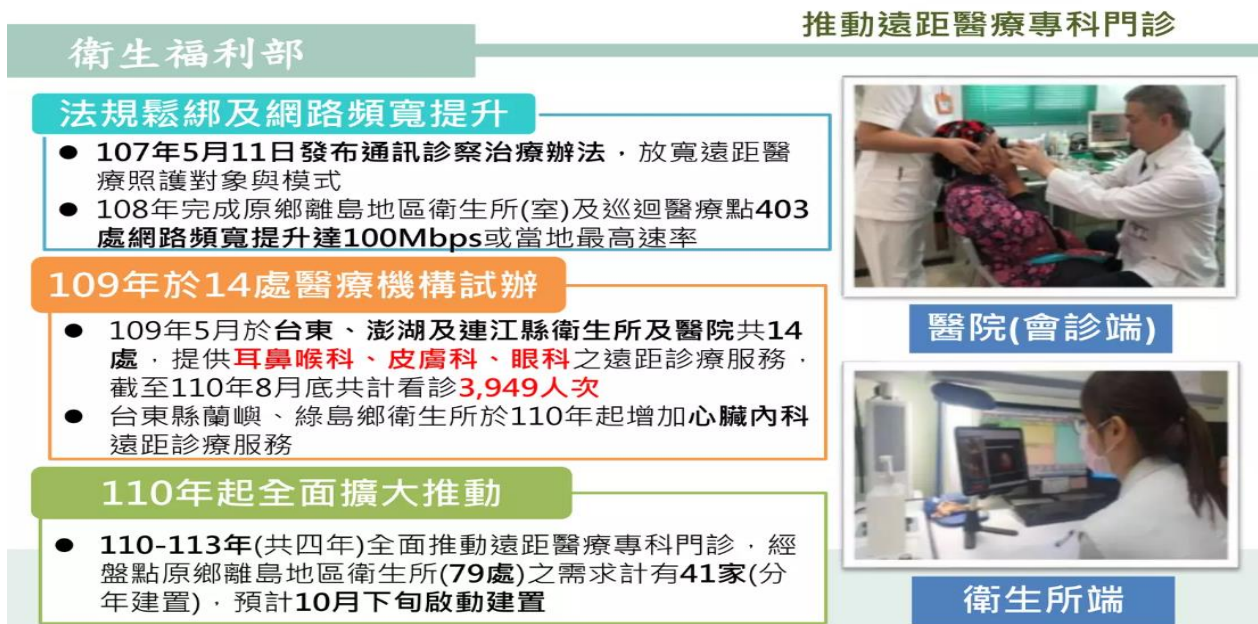 推動遠距醫療專科門診
衛生福利部
法規鬆綁及網路頻寬提升
● 107年5月11日發布通訊診察治療辦法，放寬遠距醫
療照護對象與模式
● 108年完成原鄉離島地區衛生所(室)及巡迴醫療點403
處網路頻寬提升達100Mbps或當地最高速率
109年於14處醫療機構試辦
● 109年5月於台東、澎湖及連江縣衛生所及醫院共14
處，提供耳鼻喉科、皮膚科、眼科之遠距診療服務，
截至110年8月底共計看診3,949人次
● 台東縣蘭嶼、綠島鄉衛生所於110年起增加心臟內科
遠距診療服務
110年起全面擴大推動
● 110-113年(共四年)全面推動遠距醫療專科門診，經
盤點原鄉離島地區衛生所(79處)之需求計有41家(分
年建置)，預計10月下旬啟動建置
醫院(會診端)
衛生所端